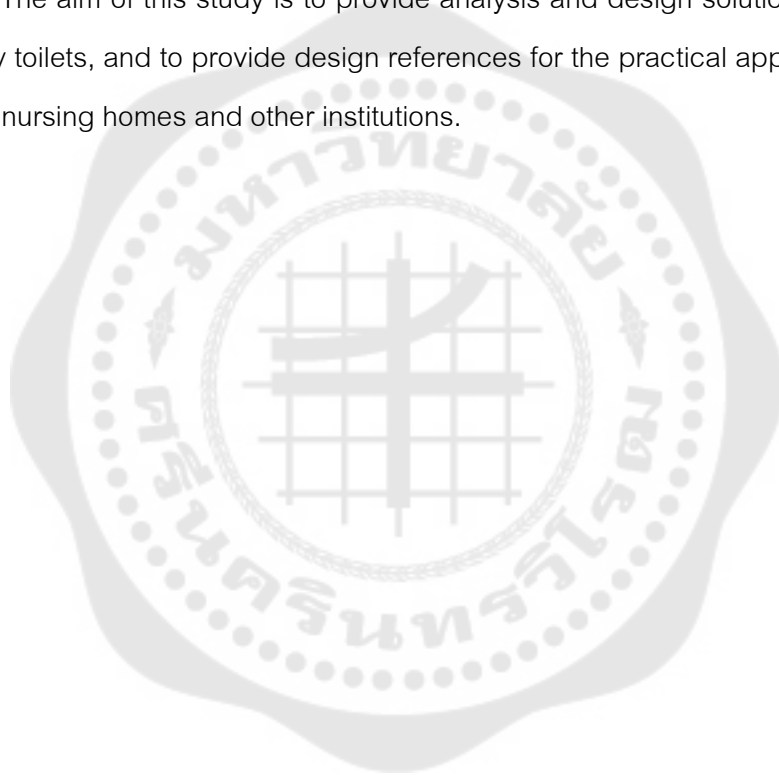 The aim of this study is to provide analysis and design solutio
y toilets, and to provide design references for the practical app
nursing homes and other institutions.
มหาวิทยาลัย
ศรีนครินทรวิโรฒ